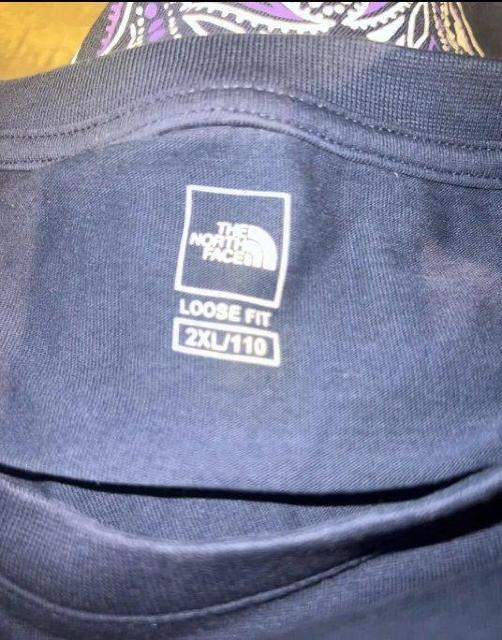 THE
NORTH
FACE
LOOSE FIT
2XL/110